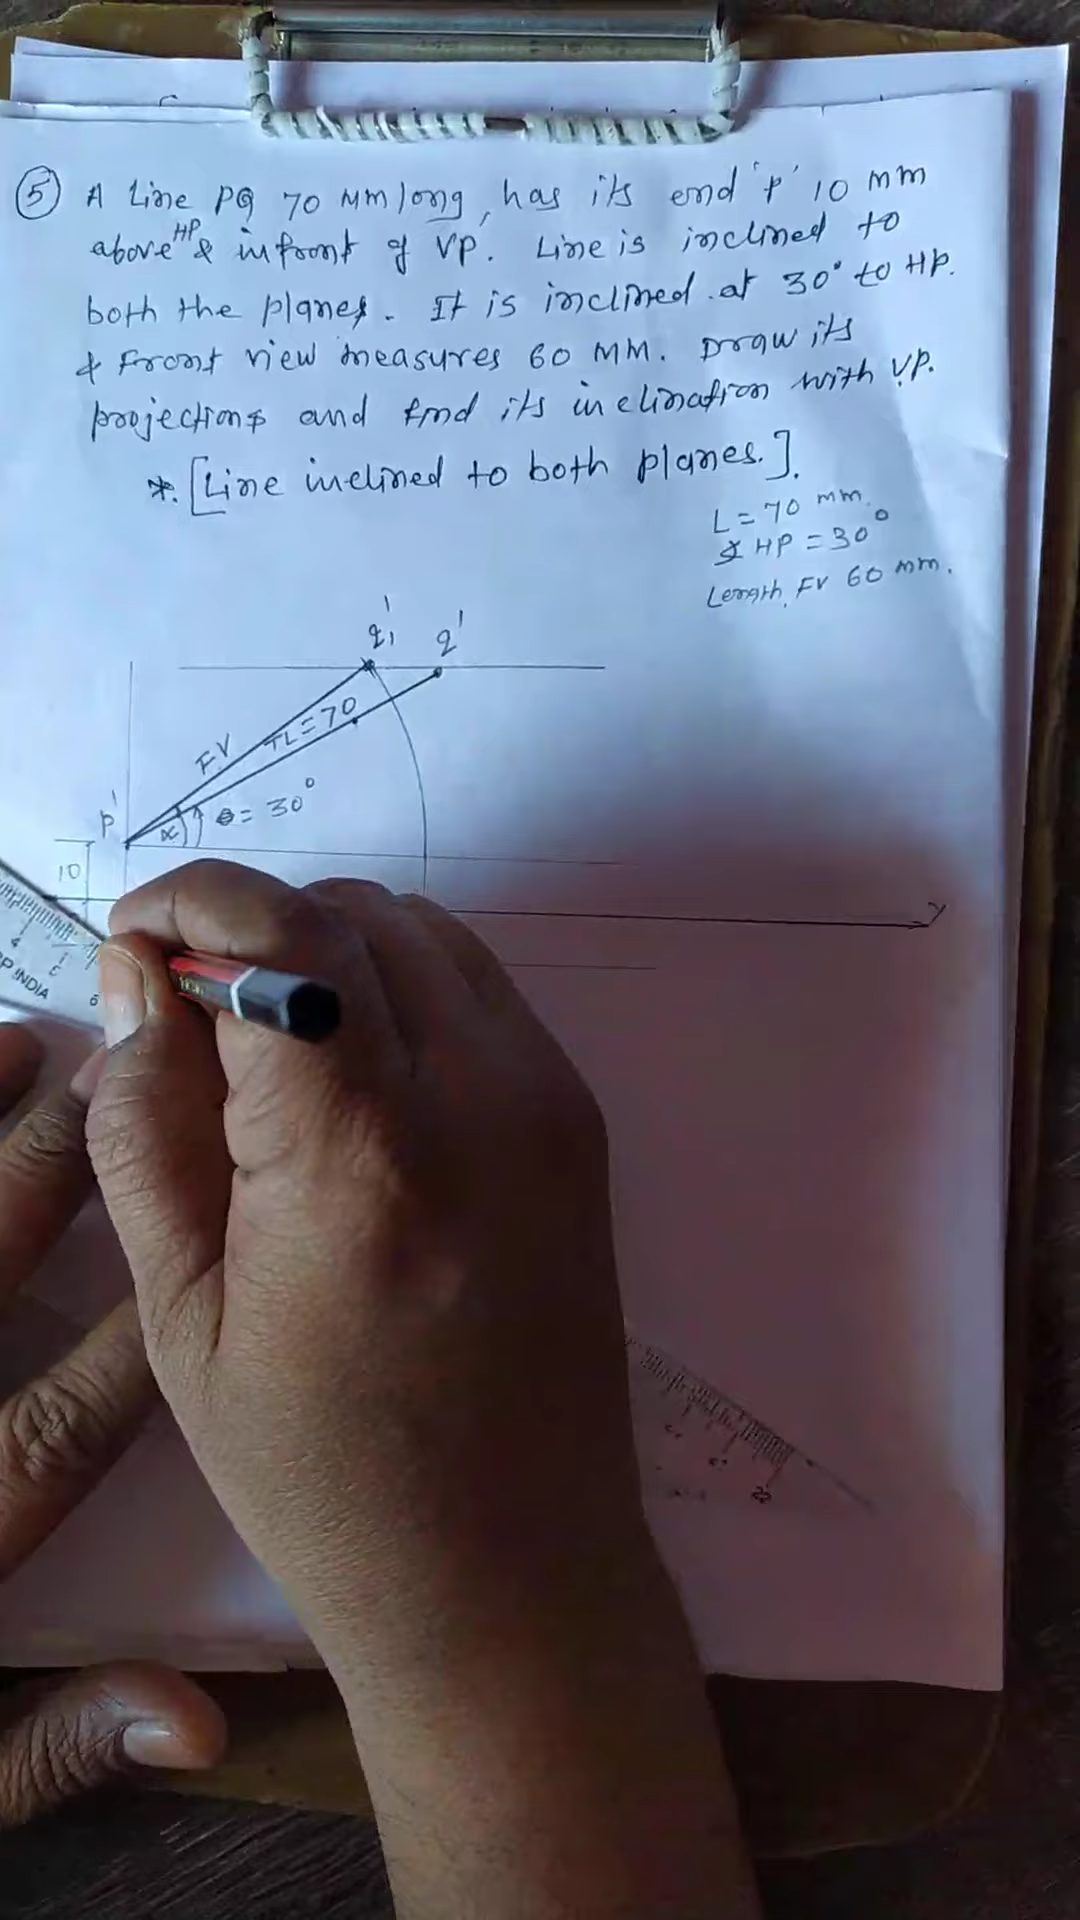 ⑤ A Line PQ 70 MM long, has its end 'P' 10 mm
above HP & infront of VP. Line is inclined to
both the planes. It is inclined at 30° to HP.
& Front view measures 60 MM. Draw its
projections and find its inclination with VP.
*. [Line inclined to both planes.].
L = 70 mm.
∠ HP = 30°
Length, FV 60 mm.
q1' q'
FV TL = 70
p' α θ = 30°
10
y
4 5 6
P INDIA